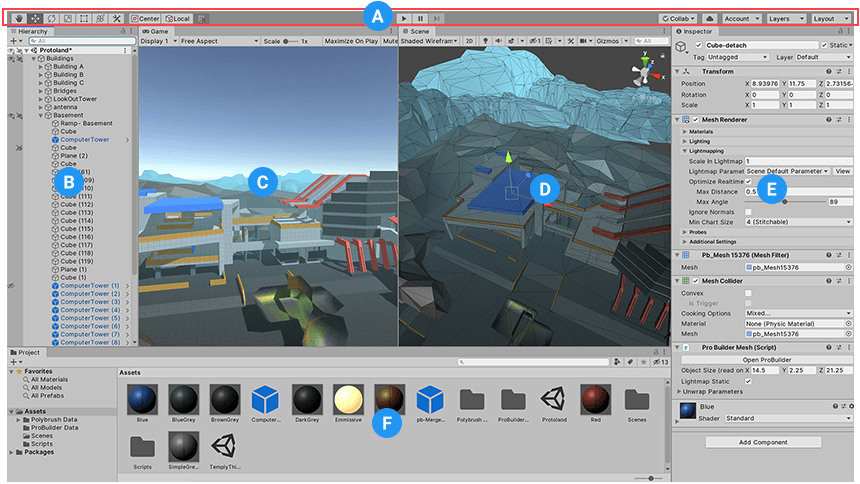 A
Center Local
Collab Account Layers Layout
Hierarchy
All
Protoland*
Buildings
Building A
Building B
Building C
Bridges
LookOutTower
antenna
Basement
Ramp- Basement
Cube
ComputerTower
Cube
Plane (2)
Cube
B
Cube (111)
Cube (112)
Cube (113)
Cube (114)
Cube (115)
Cube (116)
Cube (117)
Cube (118)
Cube (119)
Plane (1)
Cube (1)
ComputerTower (1)
ComputerTower (2)
ComputerTower (3)
ComputerTower (4)
ComputerTower (5)
ComputerTower (6)
ComputerTower (7)
ComputerTower (8)
Game
Display 1 Free Aspect Scale 1x Maximize On Play
C
Scene
Shaded Wireframe 2D 1 Gizmos All
y
x
D
Inspector
Cube-detach Static
Tag Untagged Layer Default
Transform
Position X 8.93976 Y 11.75 Z 2.73156
Rotation X 0 Y 0 Z 0
Scale X 1 Y 1 Z 1
Mesh Renderer
Materials
Lighting
Lightmapping
Scale In Lightmap 1
Lightmap Paramet Scene Default Parameter View
Optimize Realtime
E
Max Distance 0.5
Max Angle 89
Ignore Normals
Min Chart Size 4 (Stitchable)
Probes
Additional Settings
Pb_Mesh 15376 (Mesh Filter)
Mesh pb_Mesh15376
Mesh Collider
Convex
Is Trigger
Cooking Options Mixed...
Material None (Physic Material)
Mesh pb_Mesh15376
Pro Builder Mesh (Script)
Open ProBuilder
Object Size (read on X 14.5 Y 2.25 Z 21.25
Lightmap Static
Unwrap Parameters
Blue
Shader Standard
Add Component
Project
13
Favorites
All Materials
All Models
All Prefabs
Assets
Polybrush Data
ProBuilder Data
Scenes
Scripts
Packages
Assets
Blue BlueGrey BrownGrey Computer... DarkGrey Emmissive F pb-Merge... Polybrush ... ProBuilder... Protoland Red Scenes
Scripts SimpleGre... TemplyThi...